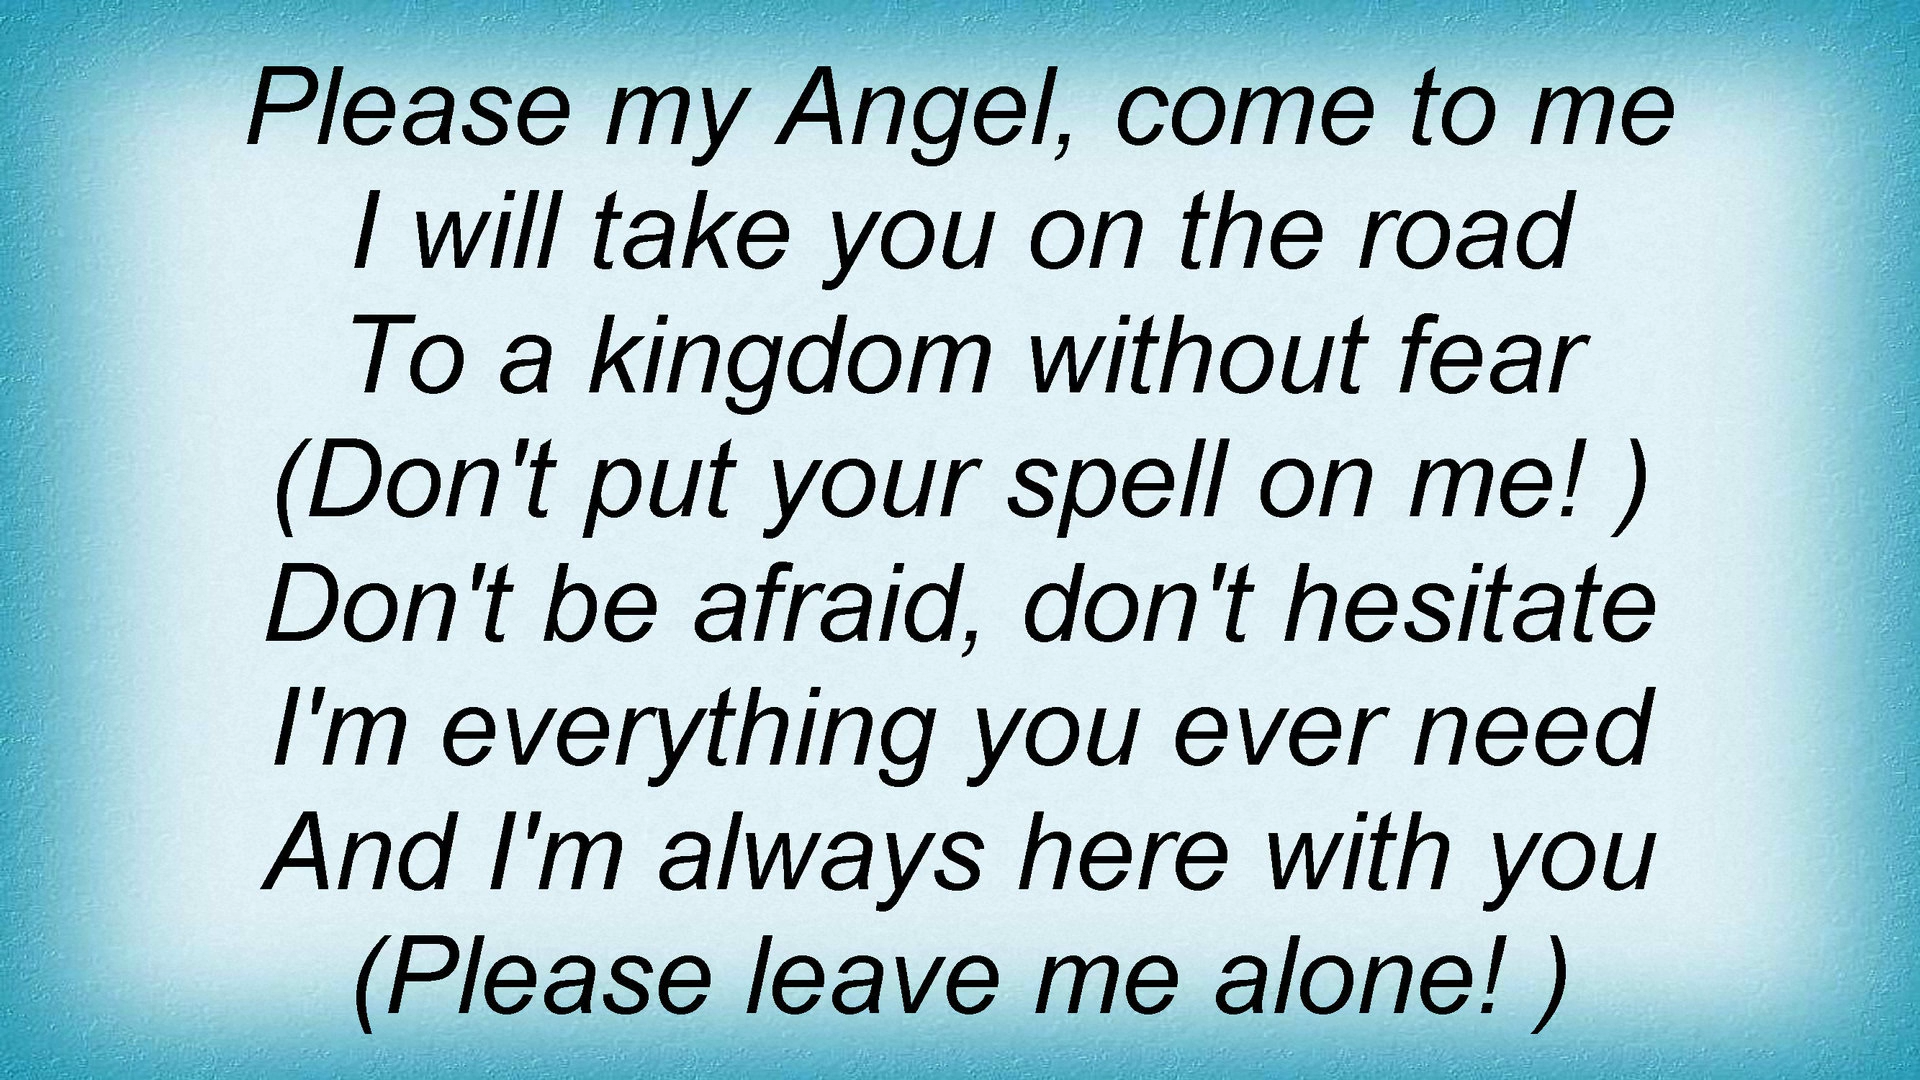 Please my Angel, come to me
I will take you on the road
To a kingdom without fear
(Don't put your spell on me! )
Don't be afraid, don't hesitate
I'm everything you ever need
And I'm always here with you
(Please leave me alone! )